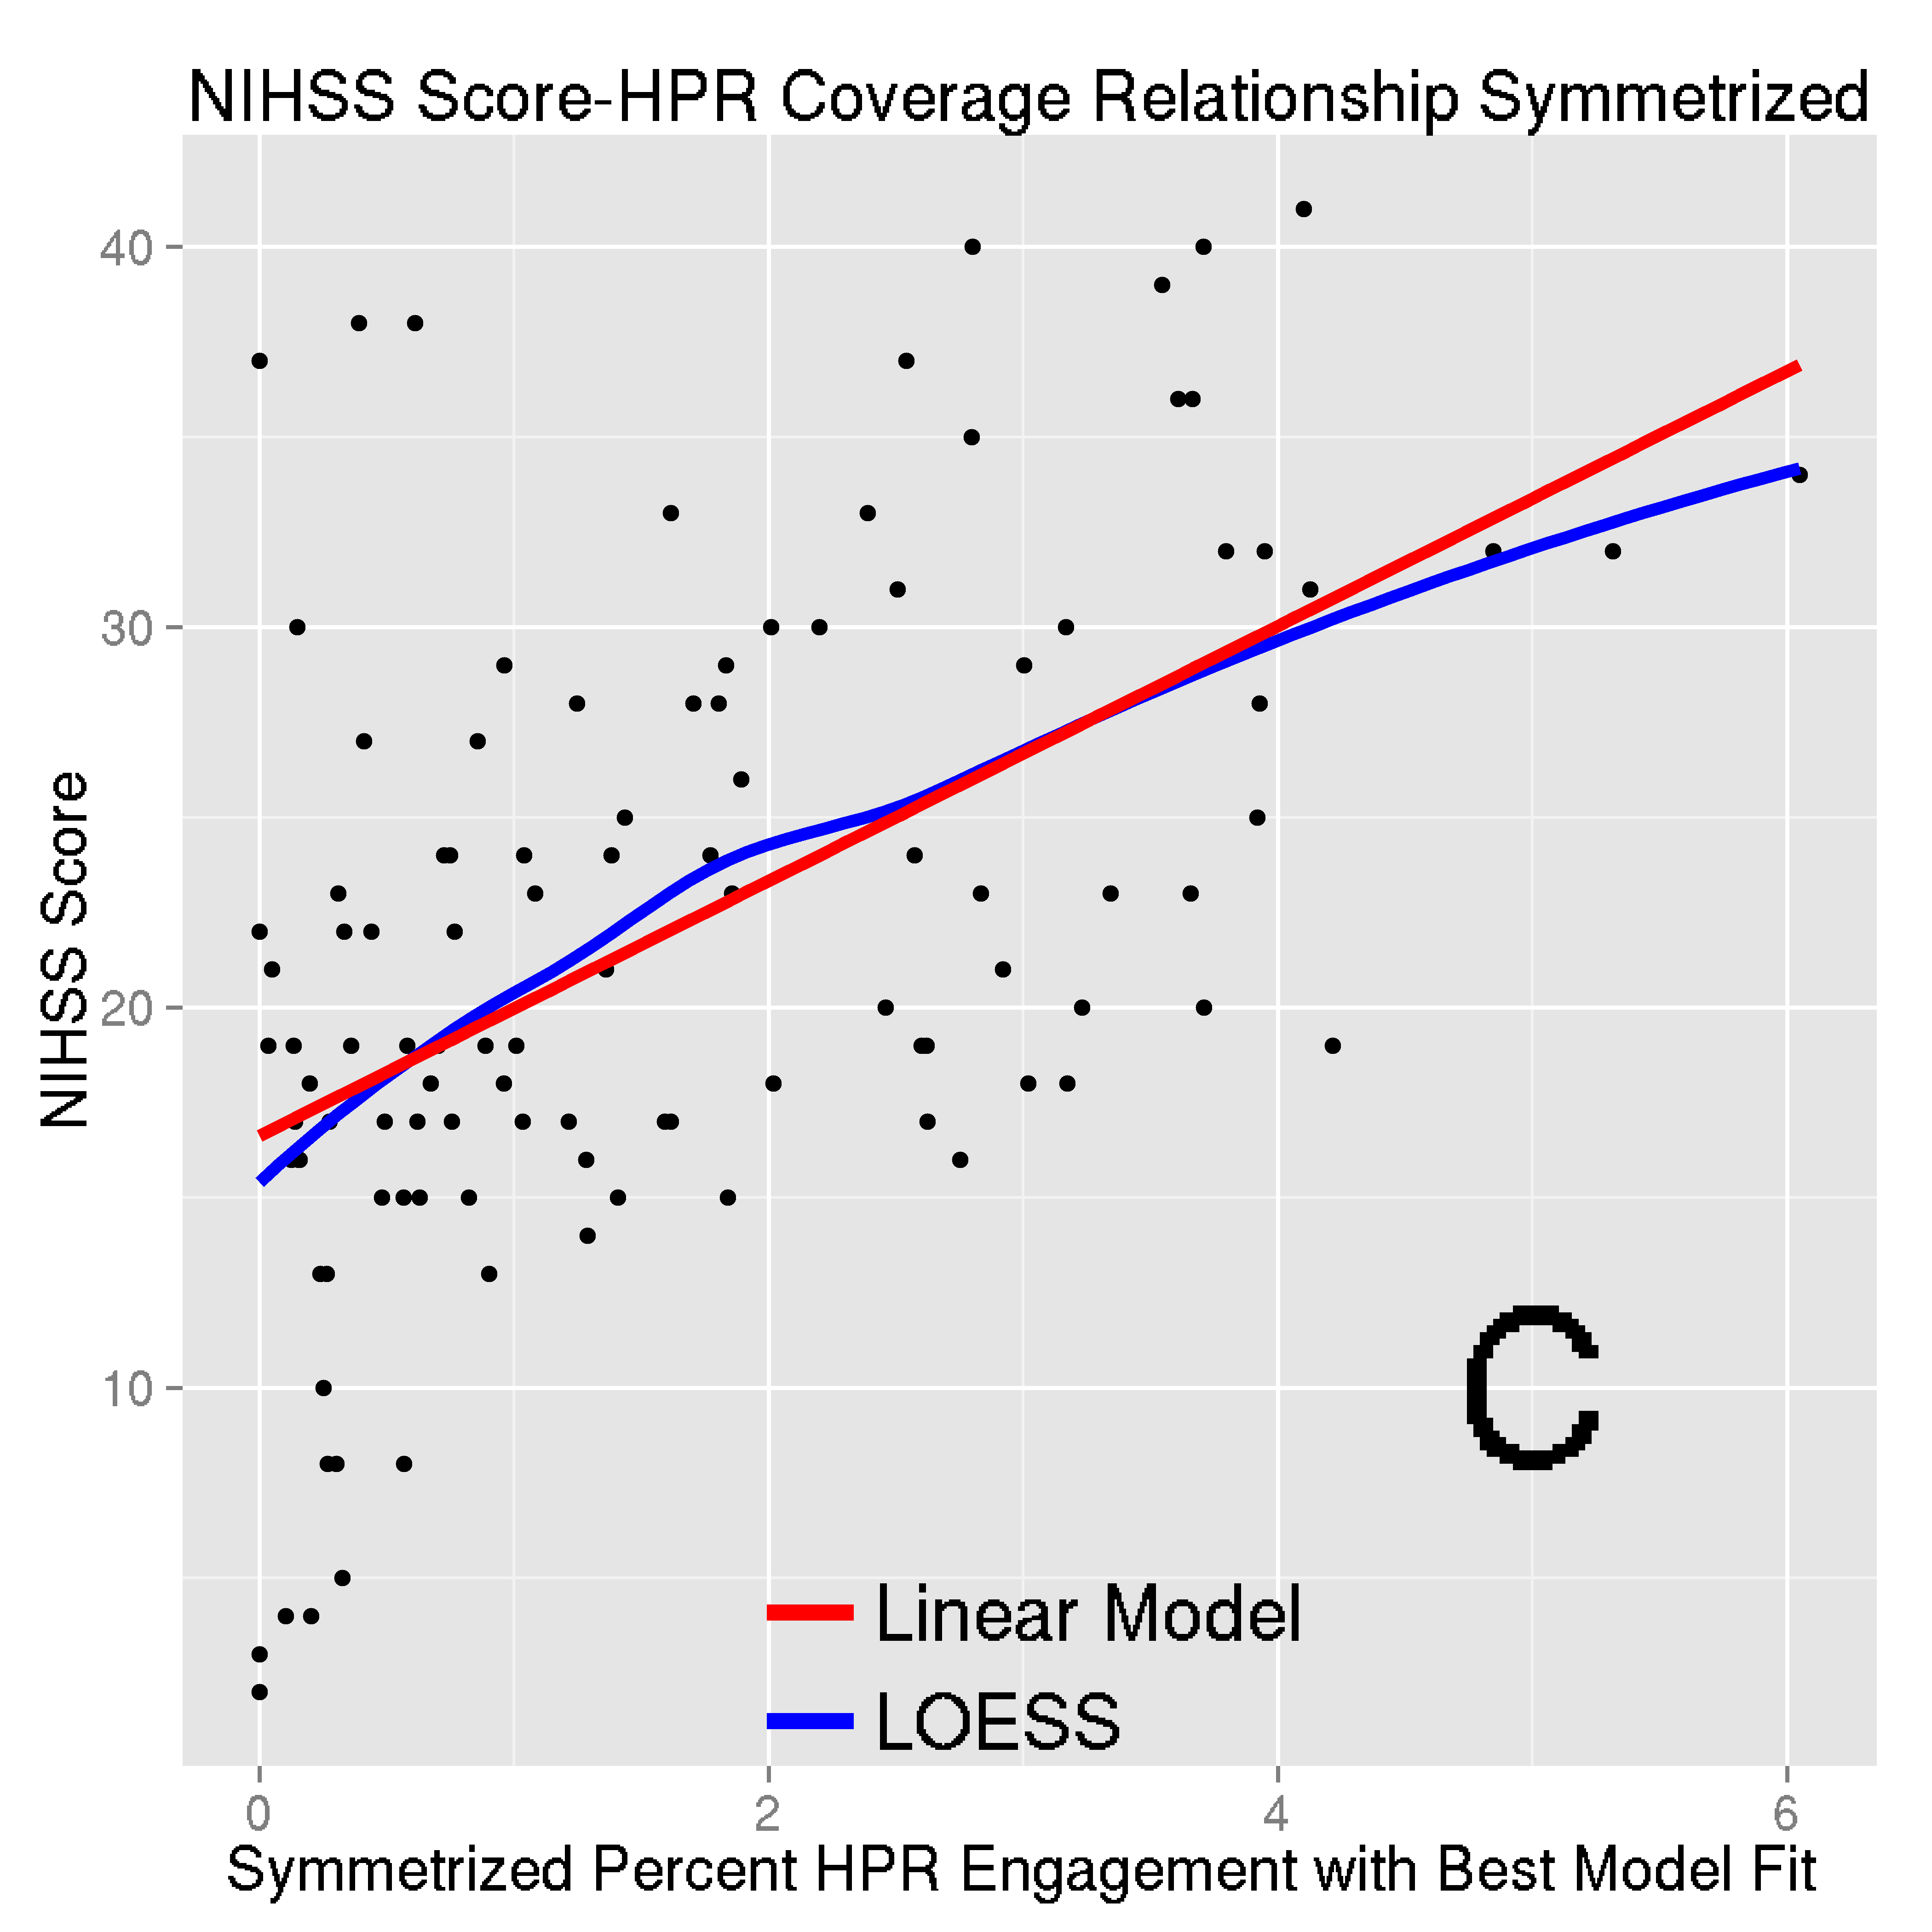 NIHSS Score-HPR Coverage Relationship Symmetrized
40
30
20
10
NIHSS Score
C
Linear Model
LOESS
0 2 4 6
Symmetrized Percent HPR Engagement with Best Model Fit